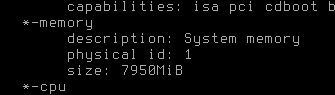 capabilities: isa pci cdboot b
*-memory
description: System memory
physical id: 1
size: 7950MiB
*-cpu